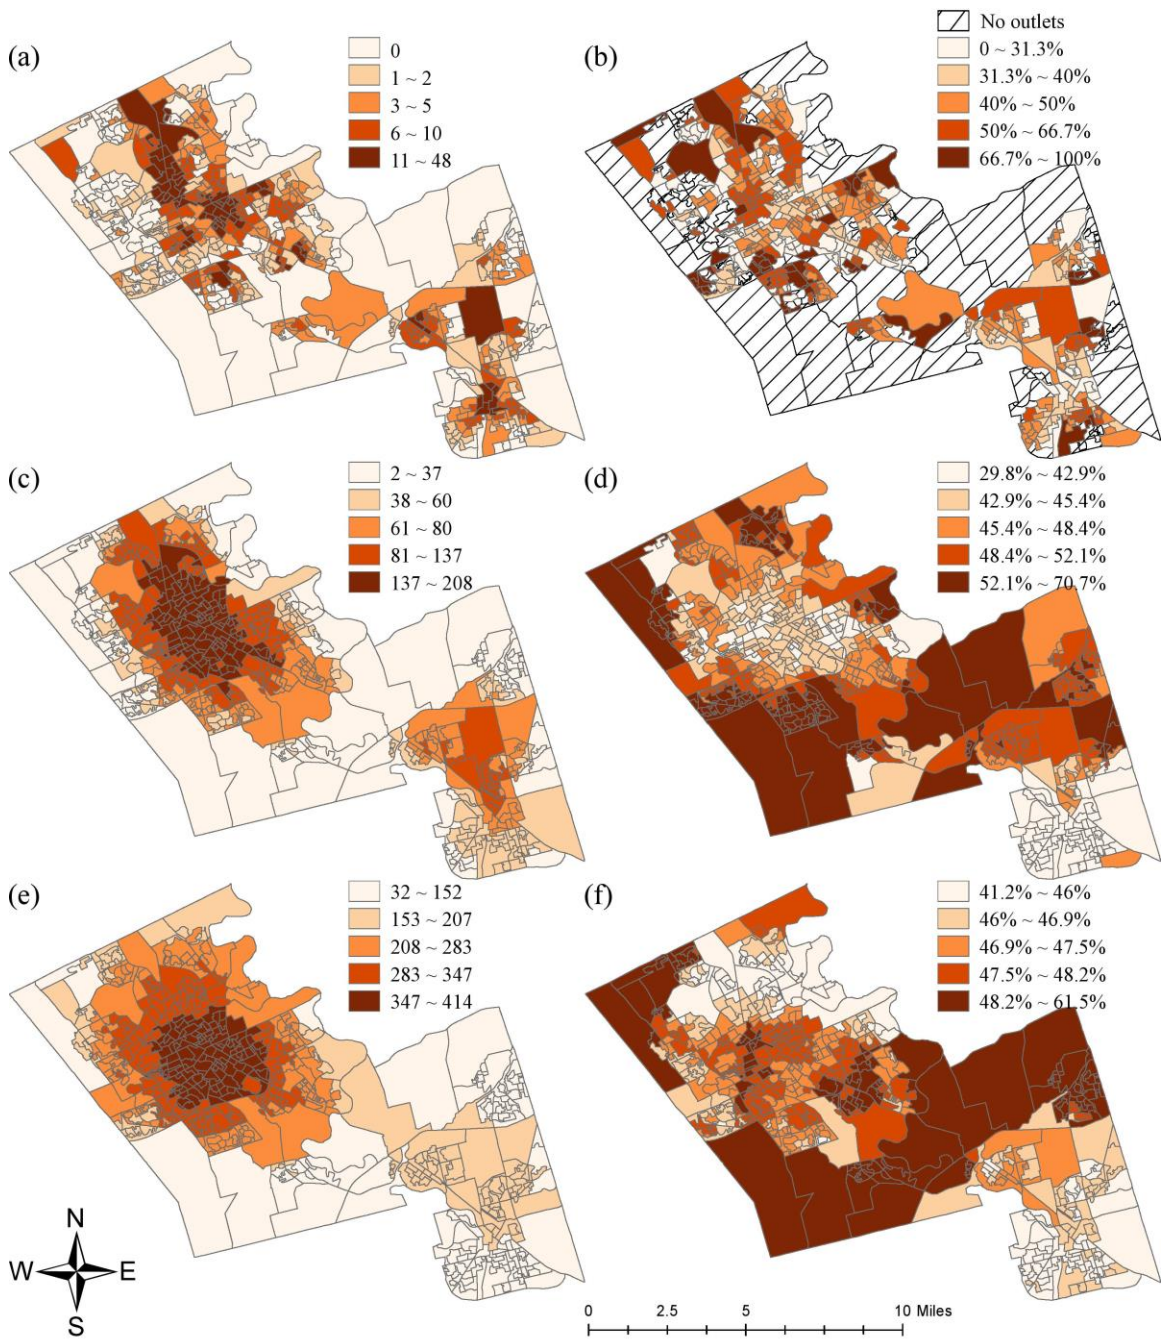 (a)
0
1 ~ 2
3 ~ 5
6 ~ 10
11 ~ 48
(b)
No outlets
0 ~ 31.3%
31.3% ~ 40%
40% ~ 50%
50% ~ 66.7%
66.7% ~ 100%
(c)
2 ~ 37
38 ~ 60
61 ~ 80
81 ~ 137
137 ~ 208
(d)
29.8% ~ 42.9%
42.9% ~ 45.4%
45.4% ~ 48.4%
48.4% ~ 52.1%
52.1% ~ 70.7%
(e)
32 ~ 152
153 ~ 207
208 ~ 283
283 ~ 347
347 ~ 414
(f)
41.2% ~ 46%
46% ~ 46.9%
46.9% ~ 47.5%
47.5% ~ 48.2%
48.2% ~ 61.5%
N
W E
S
0 2.5 5 10 Miles